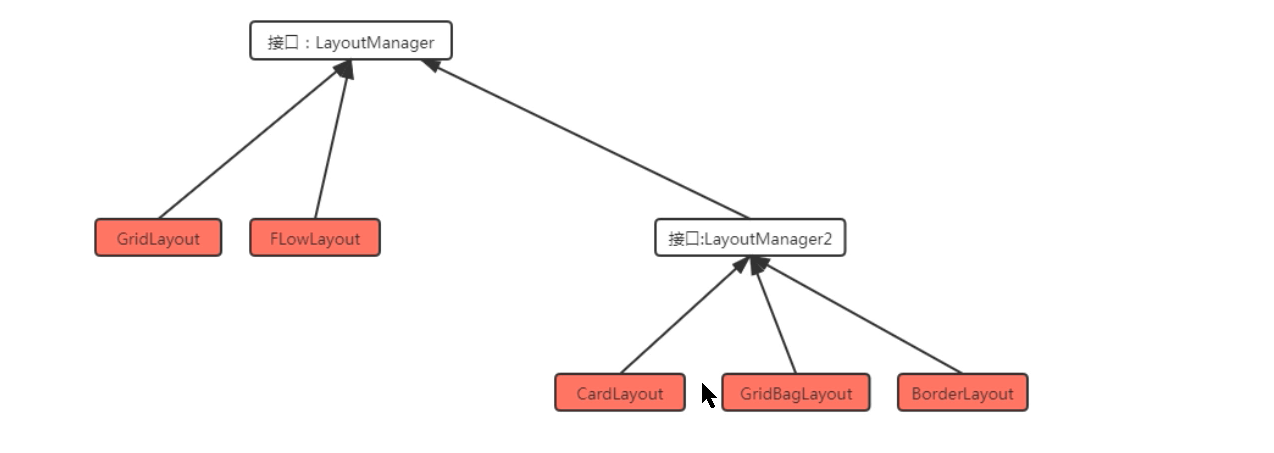 接口：LayoutManager
GridLayout
FLowLayout
接口:LayoutManager2
CardLayout
GridBagLayout
BorderLayout